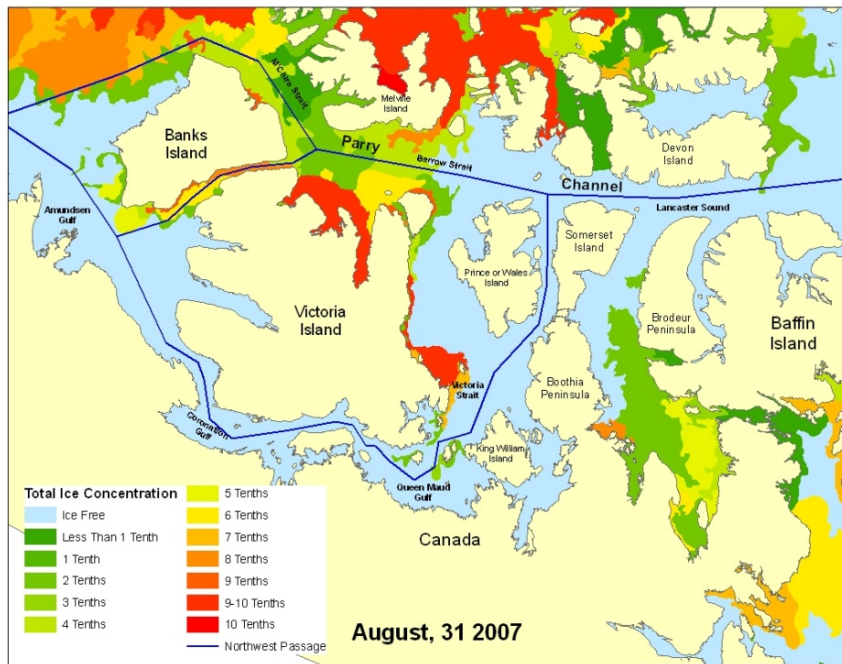 M'Clure Strait
Melville
Island
Banks
Island
Parry
Barrow Strait
Channel
Devon
Island
Lancaster Sound
Amundsen
Gulf
Somerset
Island
Prince or Wales
Island
Victoria
Island
Brodeur
Peninsula
Baffin
Island
Victoria
Strait
Boothia
Peninsula
Coronation
Gulf
King William
Island
Queen Maud
Gulf
Canada
Total Ice Concentration
Ice Free
Less Than 1 Tenth
1 Tenth
2 Tenths
3 Tenths
4 Tenths
5 Tenths
6 Tenths
7 Tenths
8 Tenths
9 Tenths
9-10 Tenths
10 Tenths
Northwest Passage
August, 31 2007